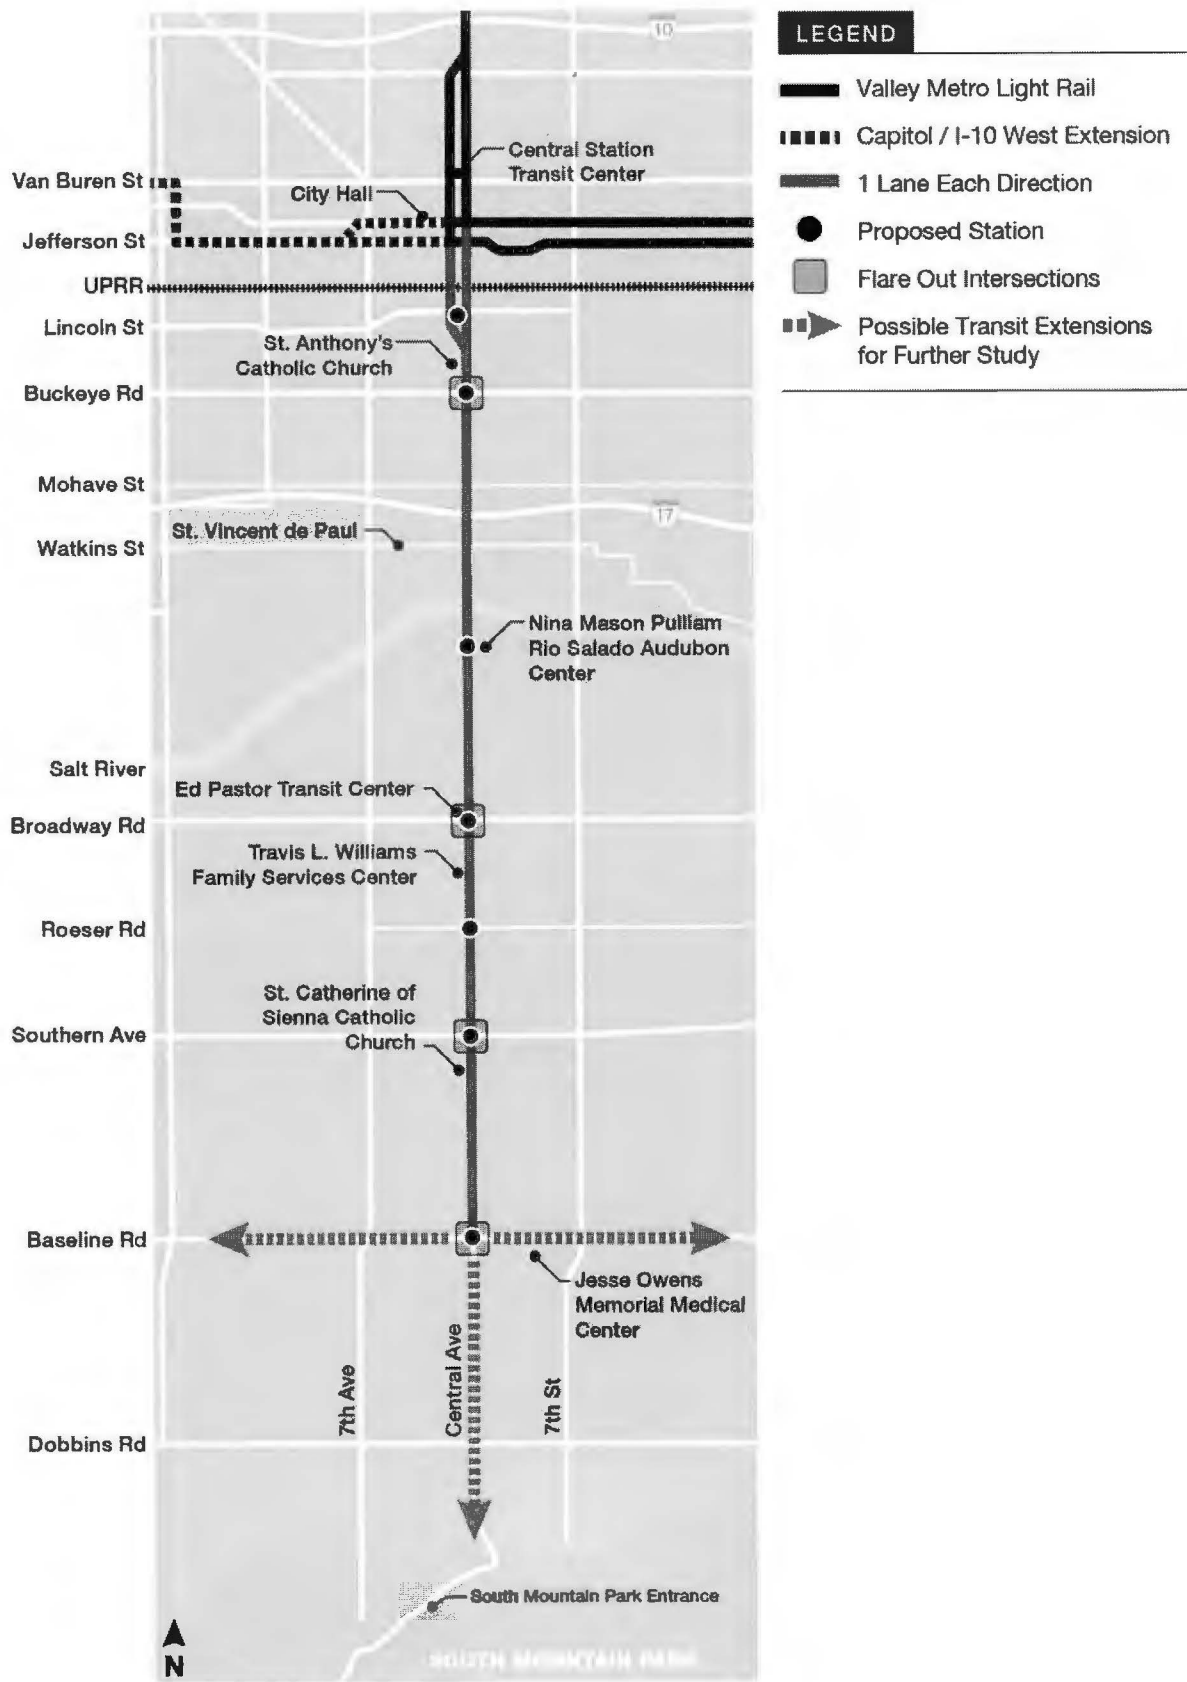 LEGEND
Valley Metro Light Rail
Capitol / I-10 West Extension
1 Lane Each Direction
Proposed Station
Flare Out Intersections
Possible Transit Extensions
for Further Study
10
Central Station
Transit Center
Van Buren St
City Hall
Jefferson St
UPRR
Lincoln St
St. Anthony's
Catholic Church
Buckeye Rd
Mohave St
17
St. Vincent de Paul
Watkins St
Nina Mason Pulliam
Rio Salado Audubon
Center
Salt River
Ed Pastor Transit Center
Broadway Rd
Travis L. Williams
Family Services Center
Roeser Rd
St. Catherine of
Sienna Catholic
Church
Southern Ave
Baseline Rd
Jesse Owens
Memorial Medical
Center
7th Ave
Central Ave
7th St
Dobbins Rd
South Mountain Park Entrance
SOUTH MOUNTAIN PARK
N